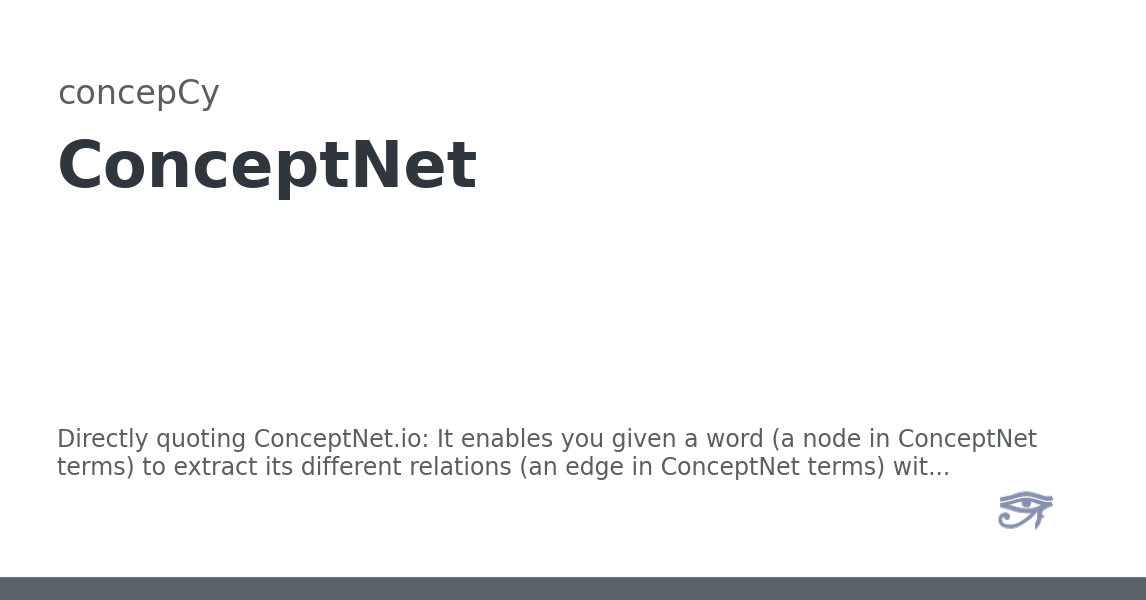 concepCy
ConceptNet
Directly quoting ConceptNet.io: It enables you given a word (a node in ConceptNet
terms) to extract its different relations (an edge in ConceptNet terms) wit...